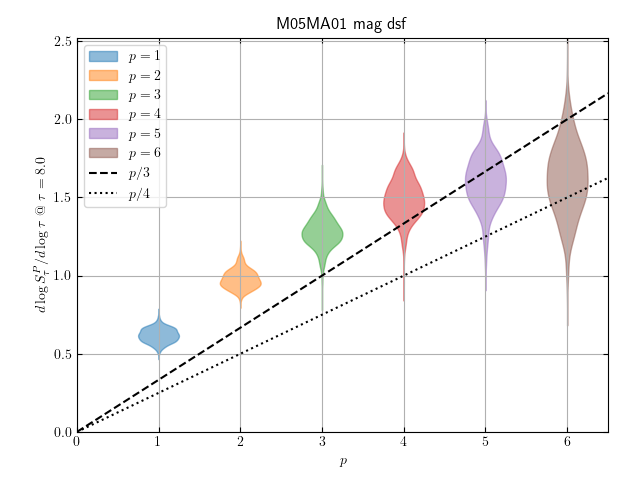 M05MA01 mag dsf
d log S_τ^P / d log τ @ τ = 8.0
2.5
2.0
1.5
1.0
0.5
0.0
p = 1
p = 2
p = 3
p = 4
p = 5
p = 6
p/3
p/4
0 1 2 3 4 5 6
p